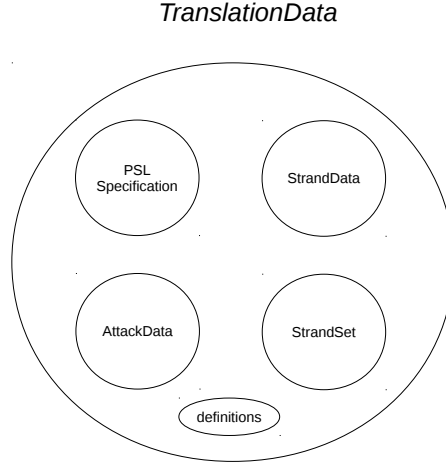 TranslationData
PSL
Specification
StrandData
AttackData
StrandSet
definitions